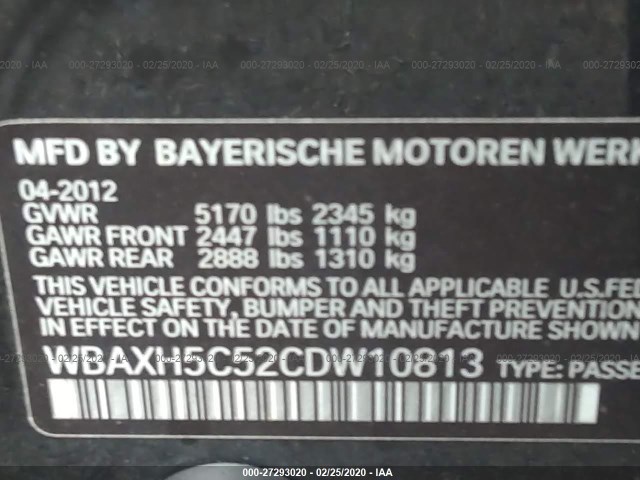 000-27293020 - 02/25/2020 - IAA
MFD BY BAYERISCHE MOTOREN WERK
04-2012
GVWR 5170 lbs 2345 kg
GAWR FRONT 2447 lbs 1110 kg
GAWR REAR 2888 lbs 1310 kg
THIS VEHICLE CONFORMS TO ALL APPLICABLE U.S.FED
VEHICLE SAFETY, BUMPER AND THEFT PREVENTION
IN EFFECT ON THE DATE OF MANUFACTURE SHOWN
WBAXH5C52CDW10813 TYPE: PASSE
000-27293020 - 02/25/2020 - IAA